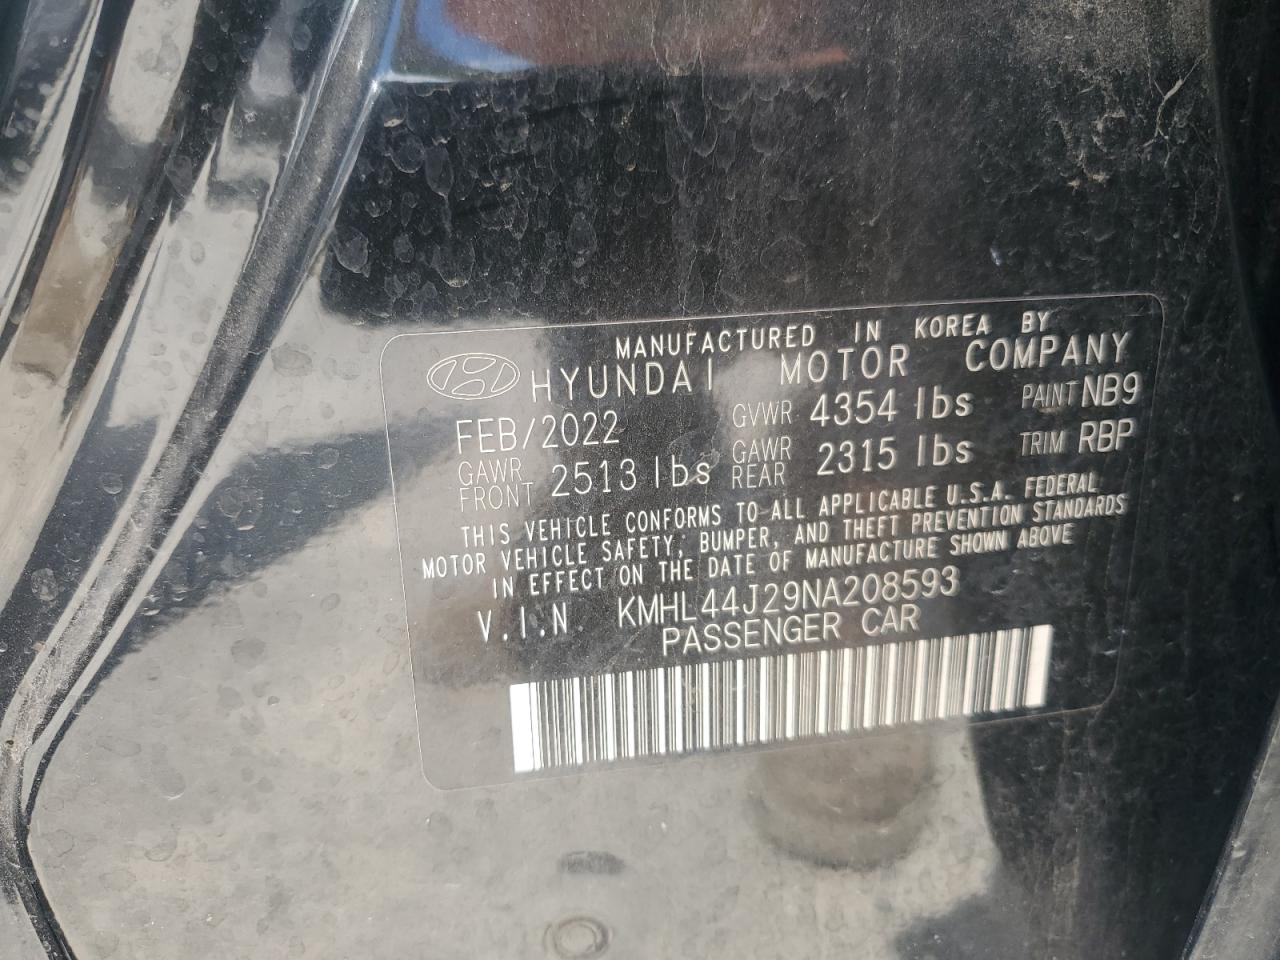 MANUFACTURED IN KOREA BY
HYUNDAI MOTOR COMPANY
FEB/2022 GVWR 4354 lbs PAINT NB9
GAWR FRONT 2513 lbs GAWR REAR 2315 lbs TRIM RBP
THIS VEHICLE CONFORMS TO ALL APPLICABLE U.S.A. FEDERAL
MOTOR VEHICLE SAFETY, BUMPER, AND THEFT PREVENTION STANDARDS
IN EFFECT ON THE DATE OF MANUFACTURE SHOWN ABOVE
V.I.N KMHL44J29NA208593
PASSENGER CAR